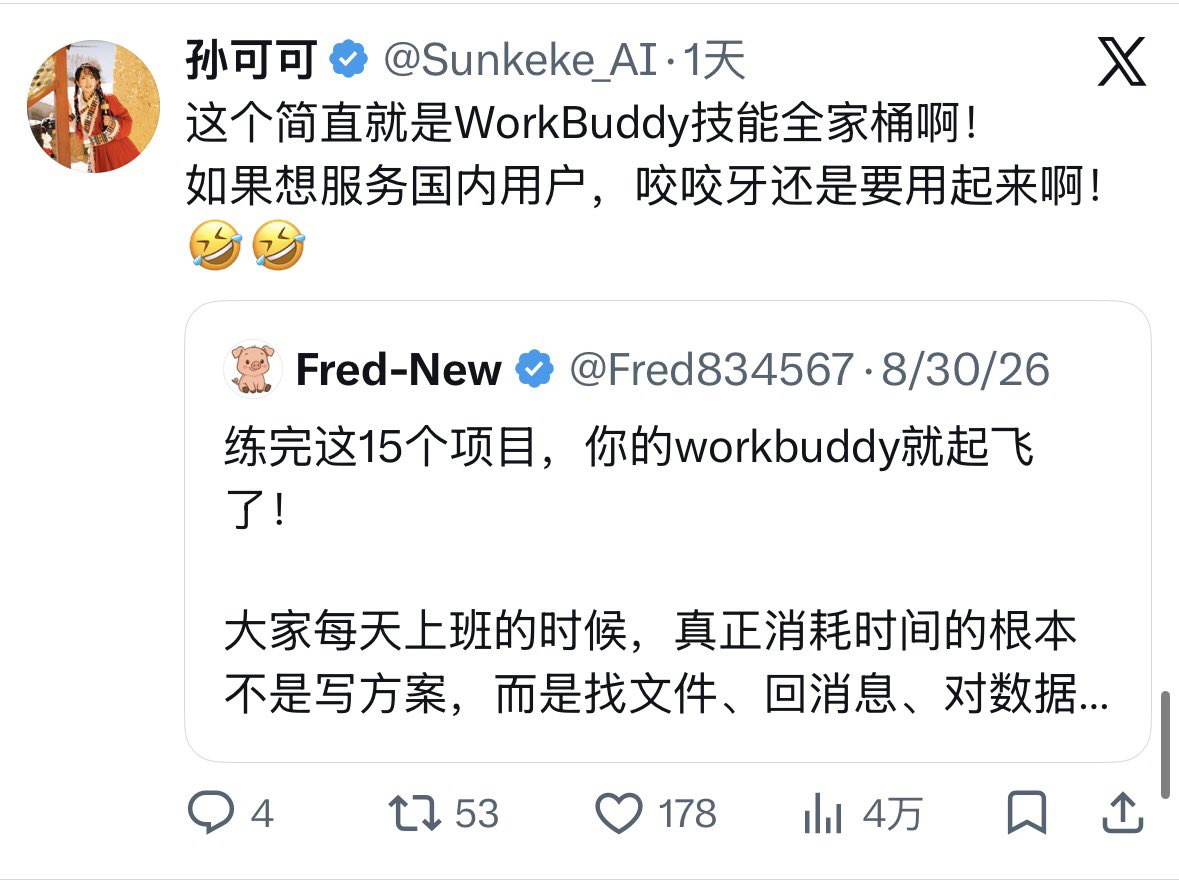 孙可可 @Sunkeke_AI·1天
这个简直就是WorkBuddy技能全家桶啊！
如果想服务国内用户，咬咬牙还是要用起来啊！
🤣🤣
Fred-New @Fred834567·8/30/26
练完这15个项目，你的workbuddy就起飞
了！
大家每天上班的时候，真正消耗时间的根本
不是写方案，而是找文件、回消息、对数据...
4 53 178 4万